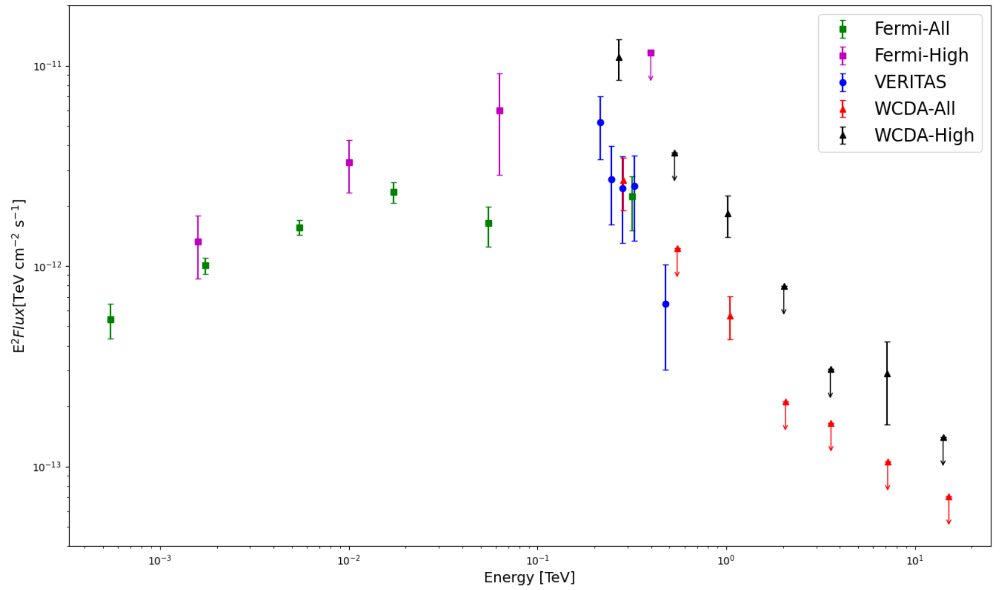 Fermi-All
Fermi-High
VERITAS
WCDA-All
WCDA-High
10⁻¹¹
10⁻¹²
10⁻¹³
E²Flux[TeV cm⁻² s⁻¹]
10⁻³ 10⁻² 10⁻¹ 10⁰ 10¹
Energy [TeV]